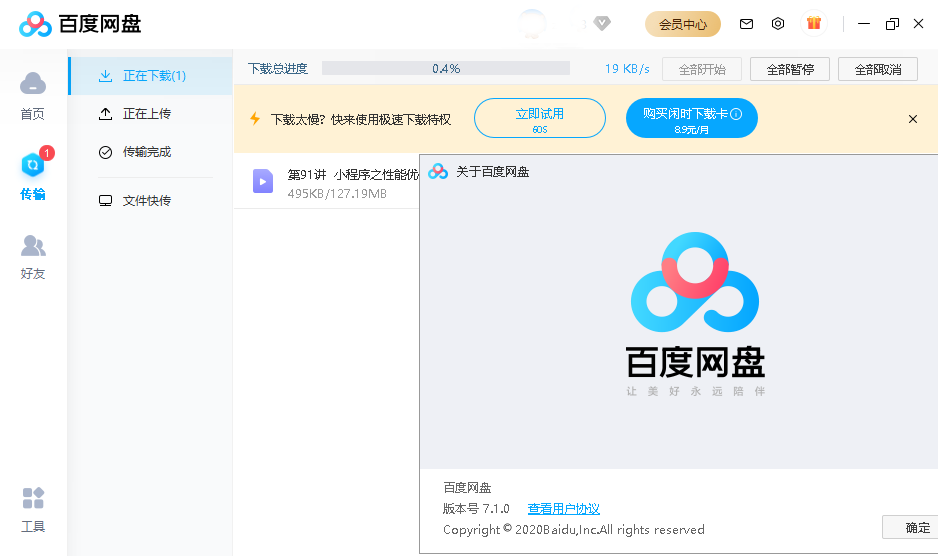 百度网盘
会员中心
首页
1
传输
好友
工具
正在下载(1)
正在上传
传输完成
文件快传
下载总进度
0.4%
19 KB/s
全部开始
全部暂停
全部取消
下载太慢? 快来使用极速下载特权
立即试用
60S
购买闲时下载卡
8.9元/月
第91讲 小程序之性能优
495KB/127.19MB
关于百度网盘
百度网盘
让美好永远陪伴
百度网盘
版本号 7.1.0 查看用户协议
Copyright © 2020Baidu,Inc.All rights reserved
确定